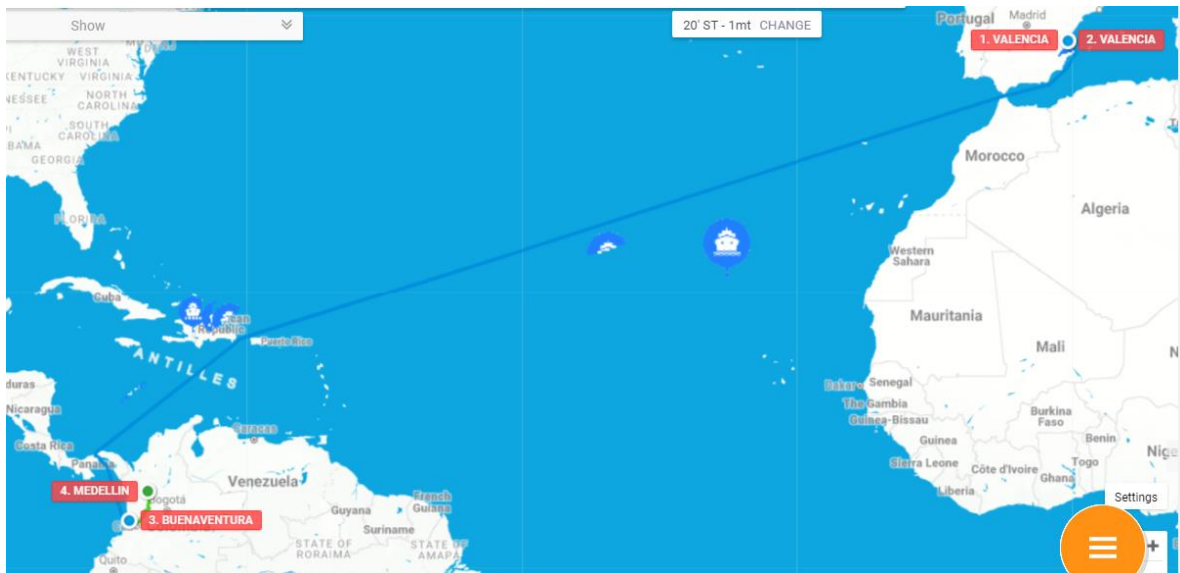 Show
20' ST - 1mt CHANGE
Portugal
Madrid
1. VALENCIA
2. VALENCIA
WEST
VIRGINIA
KENTUCKY
VIRGINIA
NORTH
CAROLINA
SOUTH
CAROLINA
GEORGIA
FLORIDA
Morocco
Algeria
Western
Sahara
Cuba
Republic
Puerto Rico
ANTILLES
Mauritania
Mali
Nicaragua
Costa Rica
Panama
Caracas
Venezuela
Dakar
Senegal
The Gambia
Guinea-Bissau
Guinea
Sierra Leone
Liberia
Burkina
Faso
Benin
Togo
Côte d'Ivoire
Ghana
4. MEDELLIN
3. BUENAVENTURA
Guyana
French
Guiana
Suriname
STATE OF
RORAIMA
STATE OF
AMAPÁ
Quito
Settings
+